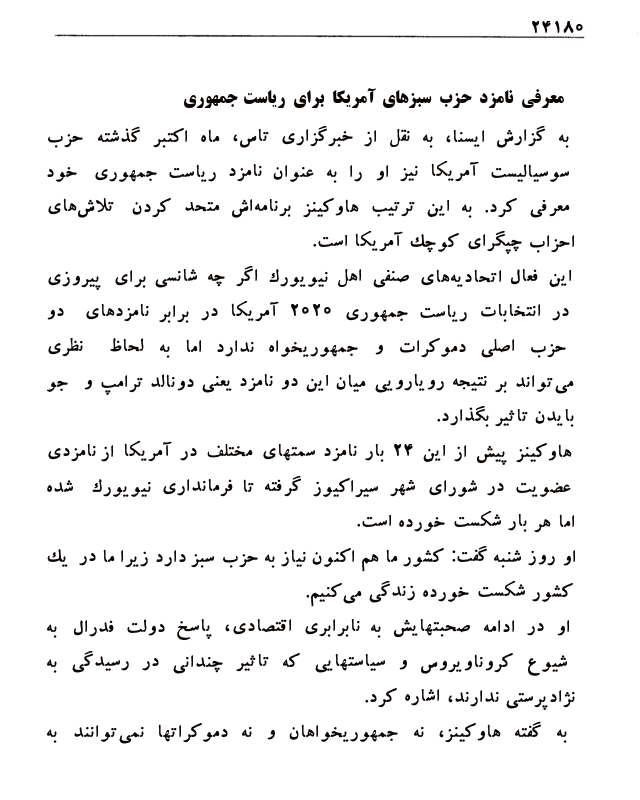 ۲۴۱۸۰
معرفی نامزد حزب سبزهای آمریکا برای ریاست جمهوری
به گزارش ایسنا، به نقل از خبرگزاری تاس، ماه اکتبر گذشته حزب
سوسیالیست آمریکا نیز او را به عنوان نامزد ریاست جمهوری خود
معرفی کرد. به این ترتیب هاوکینز برنامه‌اش متحد کردن تلاش‌های
احزاب چپگرای کوچك آمریکا است.
این فعال اتحادیه‌های صنفی اهل نیویورك اگر چه شانسی برای پیروزی
در انتخابات ریاست جمهوری ۲۰۲۰ آمریکا در برابر نامزدهای دو
حزب اصلی دموکرات و جمهوریخواه ندارد اما به لحاظ نظری
می‌تواند بر نتیجه رویارویی میان این دو نامزد یعنی دونالد ترامپ و جو
بایدن تاثیر بگذارد.
هاوکینز پیش از این ۲۴ بار نامزد سمتهای مختلف در آمریکا از نامزدی
عضویت در شورای شهر سیراکیوز گرفته تا فرمانداری نیویورك شده
اما هر بار شکست خورده است.
او روز شنبه گفت: کشور ما هم اکنون نیاز به حزب سبز دارد زیرا ما در یك
کشور شکست خورده زندگی می‌کنیم.
او در ادامه صحبتهایش به نابرابری اقتصادی، پاسخ دولت فدرال به
شیوع کروناویروس و سیاستهایی که تاثیر چندانی در رسیدگی به
نژادپرستی ندارند، اشاره کرد.
به گفته هاوکینز، نه جمهوریخواهان و نه دموکراتها نمی‌توانند به